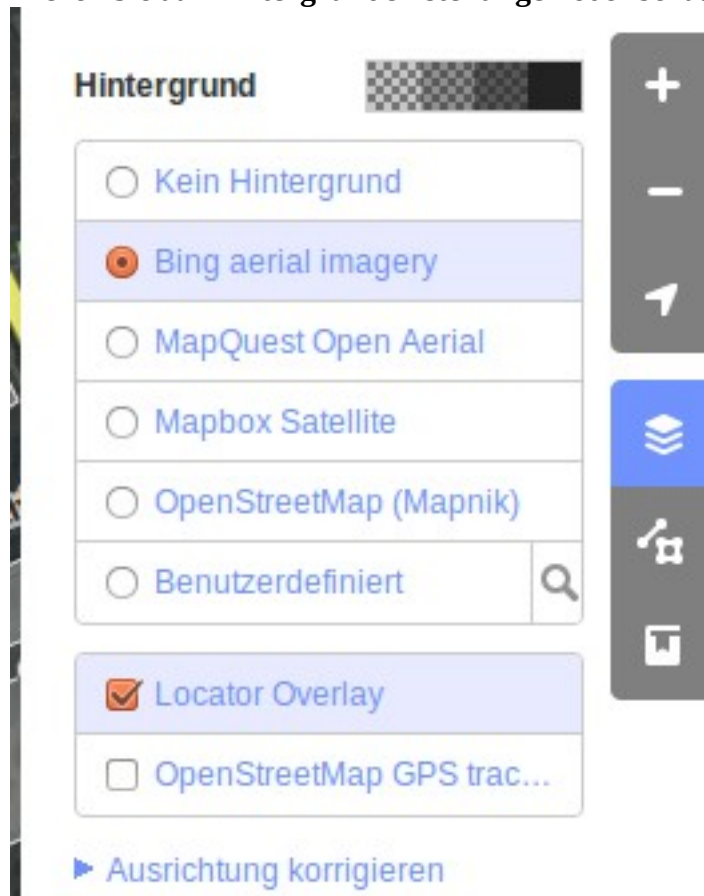 Hintergrund
Kein Hintergrund
Bing aerial imagery
MapQuest Open Aerial
Mapbox Satellite
OpenStreetMap (Mapnik)
Benutzerdefiniert
Locator Overlay
OpenStreetMap GPS trac...
Ausrichtung korrigieren